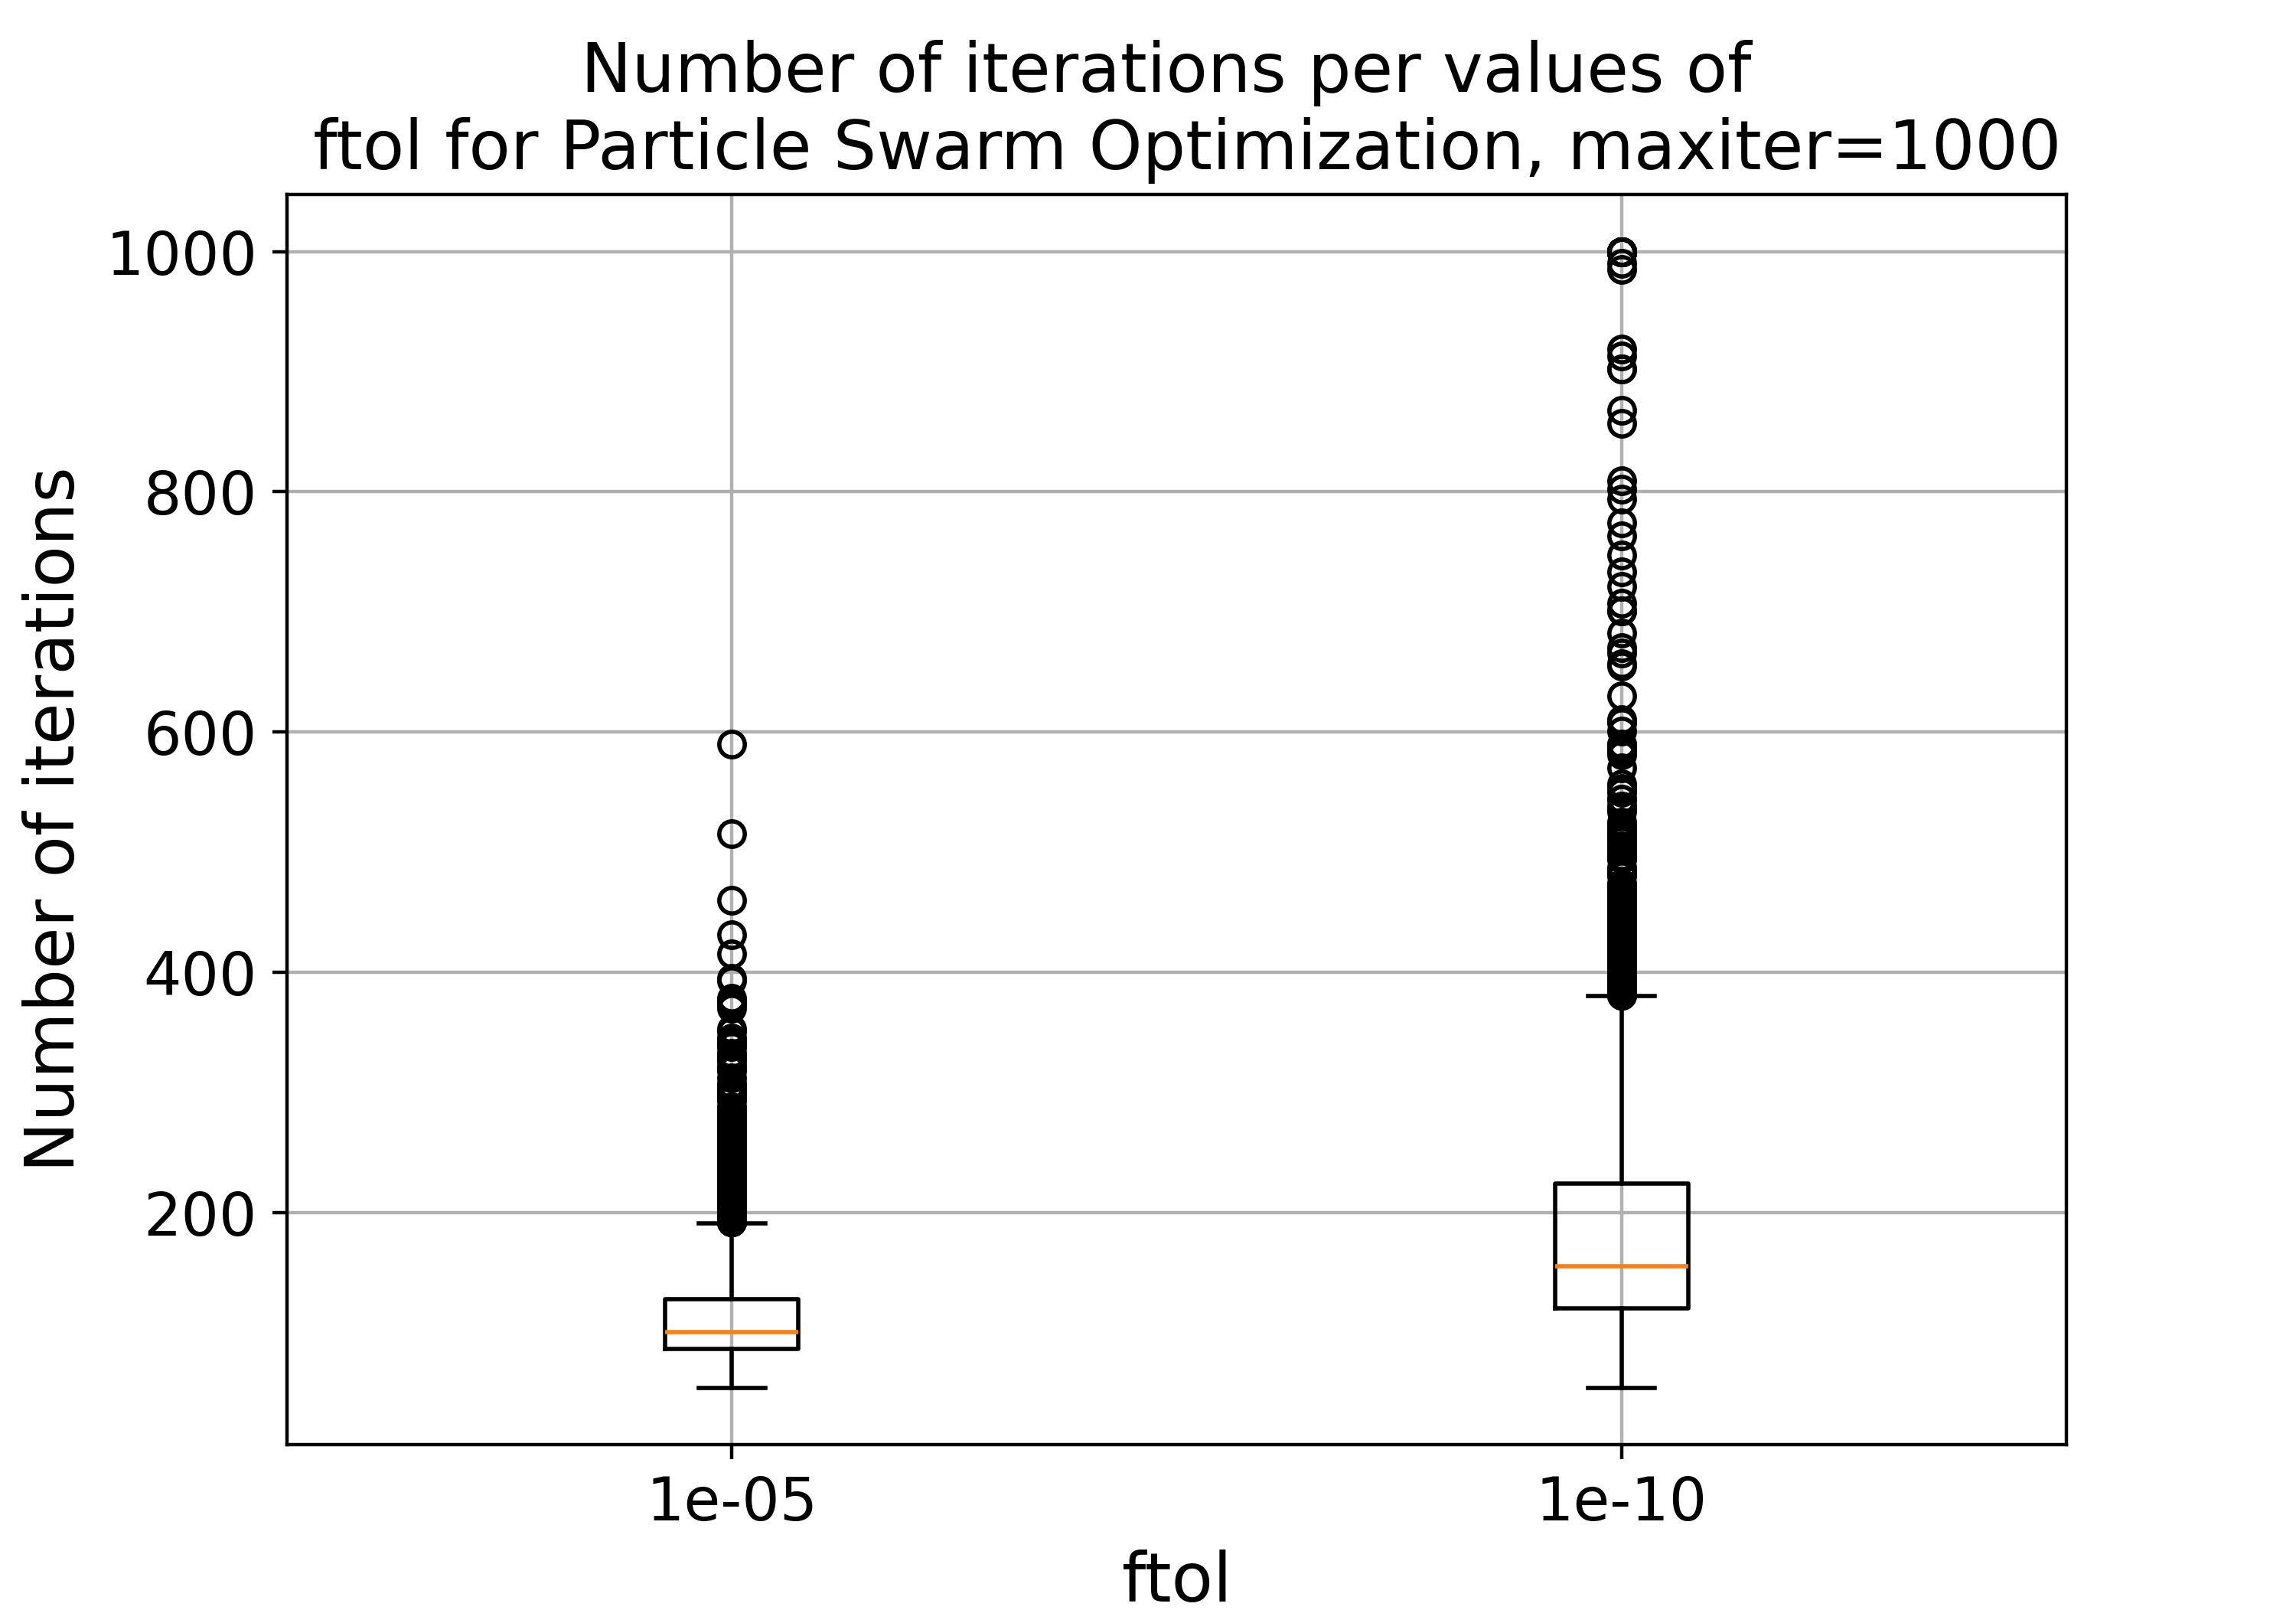 Number of iterations per values of
ftol for Particle Swarm Optimization, maxiter=1000
1000
800
600
400
200
Number of iterations
1e-05
1e-10
ftol